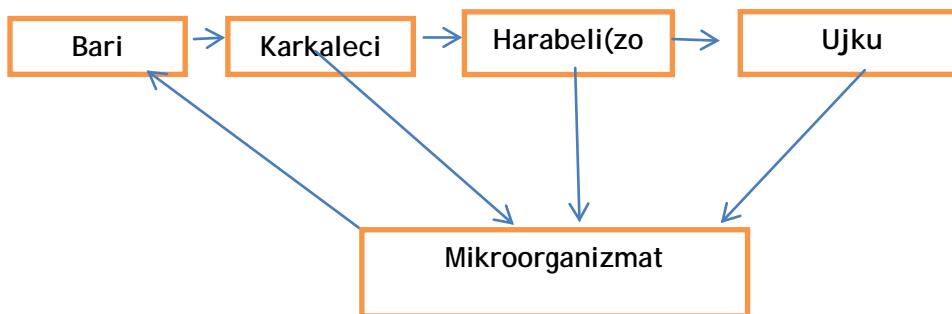 Bari
Karkaleci
Harabeli(zo
Ujku
Mikroorganizmat